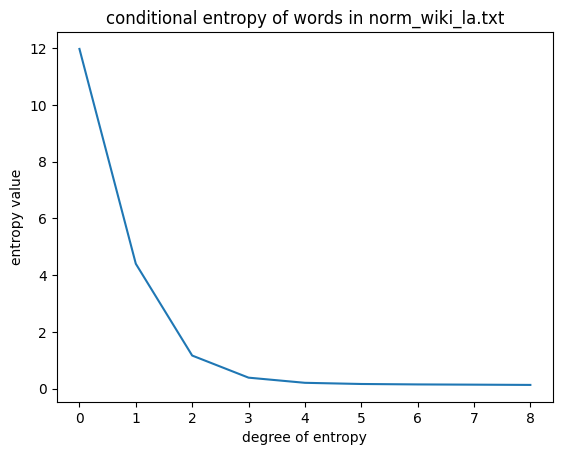 conditional entropy of words in norm_wiki_la.txt
12
10
8
6
4
2
0
entropy value
0 1 2 3 4 5 6 7 8
degree of entropy